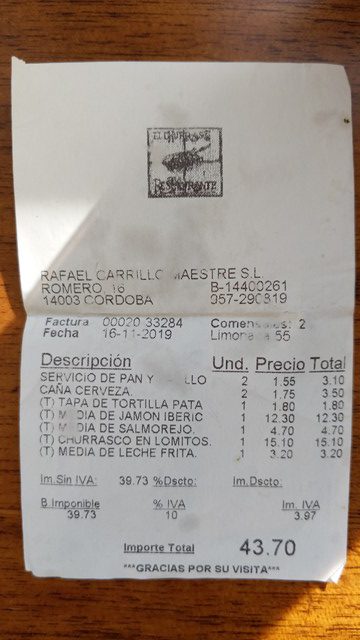 EL CHURRASCO
RESTAURANTE
RAFAEL CARRILLO MAESTRE S.L.
ROMERO, 16 B-14400261
14003 CORDOBA 957-290819
Factura 00020 33284 Comensales: 2
Fecha 16-11-2019 55
Descripción Und. Precio Total
SERVICIO DE PAN Y 2 1.55 3.10
CAÑA CERVEZA. 2 1.75 3.50
(T) TAPA DE TORTILLA PATA 1 1.80 1.80
(T) MEDIA DE JAMON IBERIC 1 12.30 12.30
(T) MEDIA DE SALMOREJO. 1 4.70 4.70
(T) CHURRASCO EN LOMITOS. 1 15.10 15.10
(T) MEDIA DE LECHE FRITA. 1 3.20 3.20
Im.Sin IVA: 39.73 %Dscto: Im.Dscto:
B.Imponible % IVA Im. IVA
39.73 10 3.97
Importe Total 43.70
***GRACIAS POR SU VISITA***